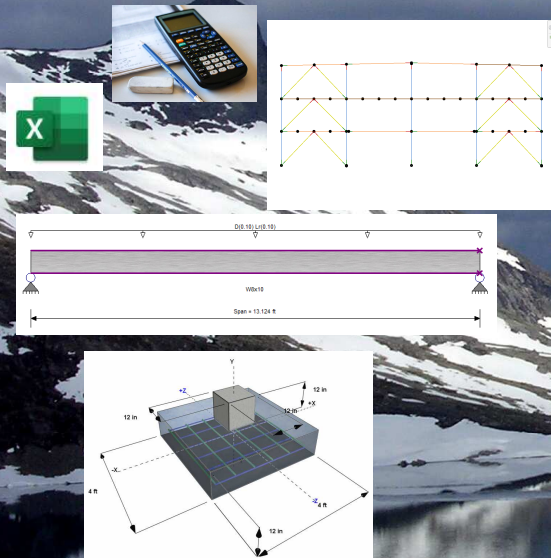 X
D(0.10) Lr(0.10)
W8x10
Span = 13.124 ft
Y
+Z
12 in
12 in
+X
12 in
-X
4 ft
-Z
4 ft
12 in